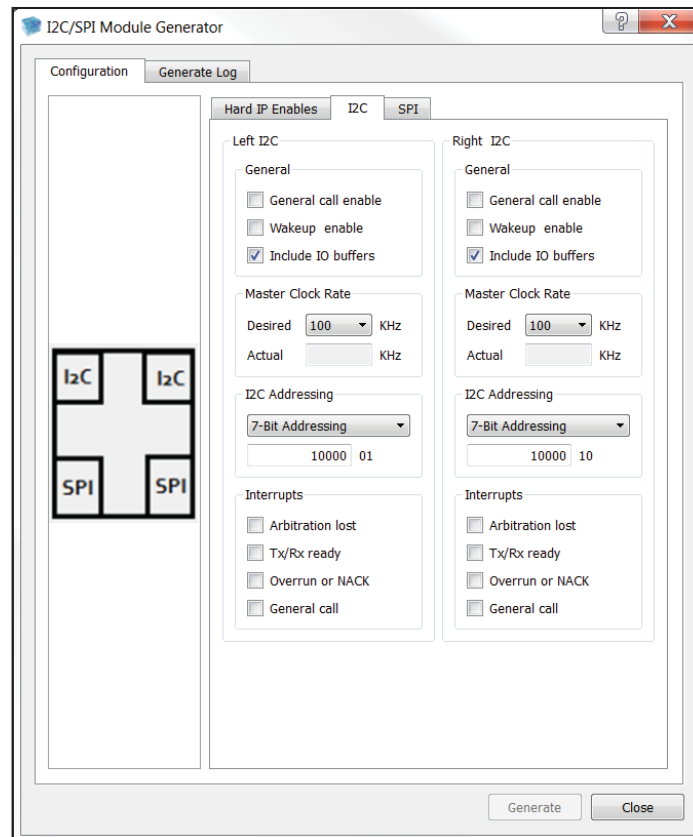 I2C/SPI Module Generator
?
X
Configuration
Generate Log
Hard IP Enables
I2C
SPI
I2C
I2C
SPI
SPI
Left I2C
General
General call enable
Wakeup enable
Include IO buffers
Master Clock Rate
Desired 100 KHz
Actual KHz
I2C Addressing
7-Bit Addressing
10000 01
Interrupts
Arbitration lost
Tx/Rx ready
Overrun or NACK
General call
Right I2C
General
General call enable
Wakeup enable
Include IO buffers
Master Clock Rate
Desired 100 KHz
Actual KHz
I2C Addressing
7-Bit Addressing
10000 10
Interrupts
Arbitration lost
Tx/Rx ready
Overrun or NACK
General call
Generate
Close